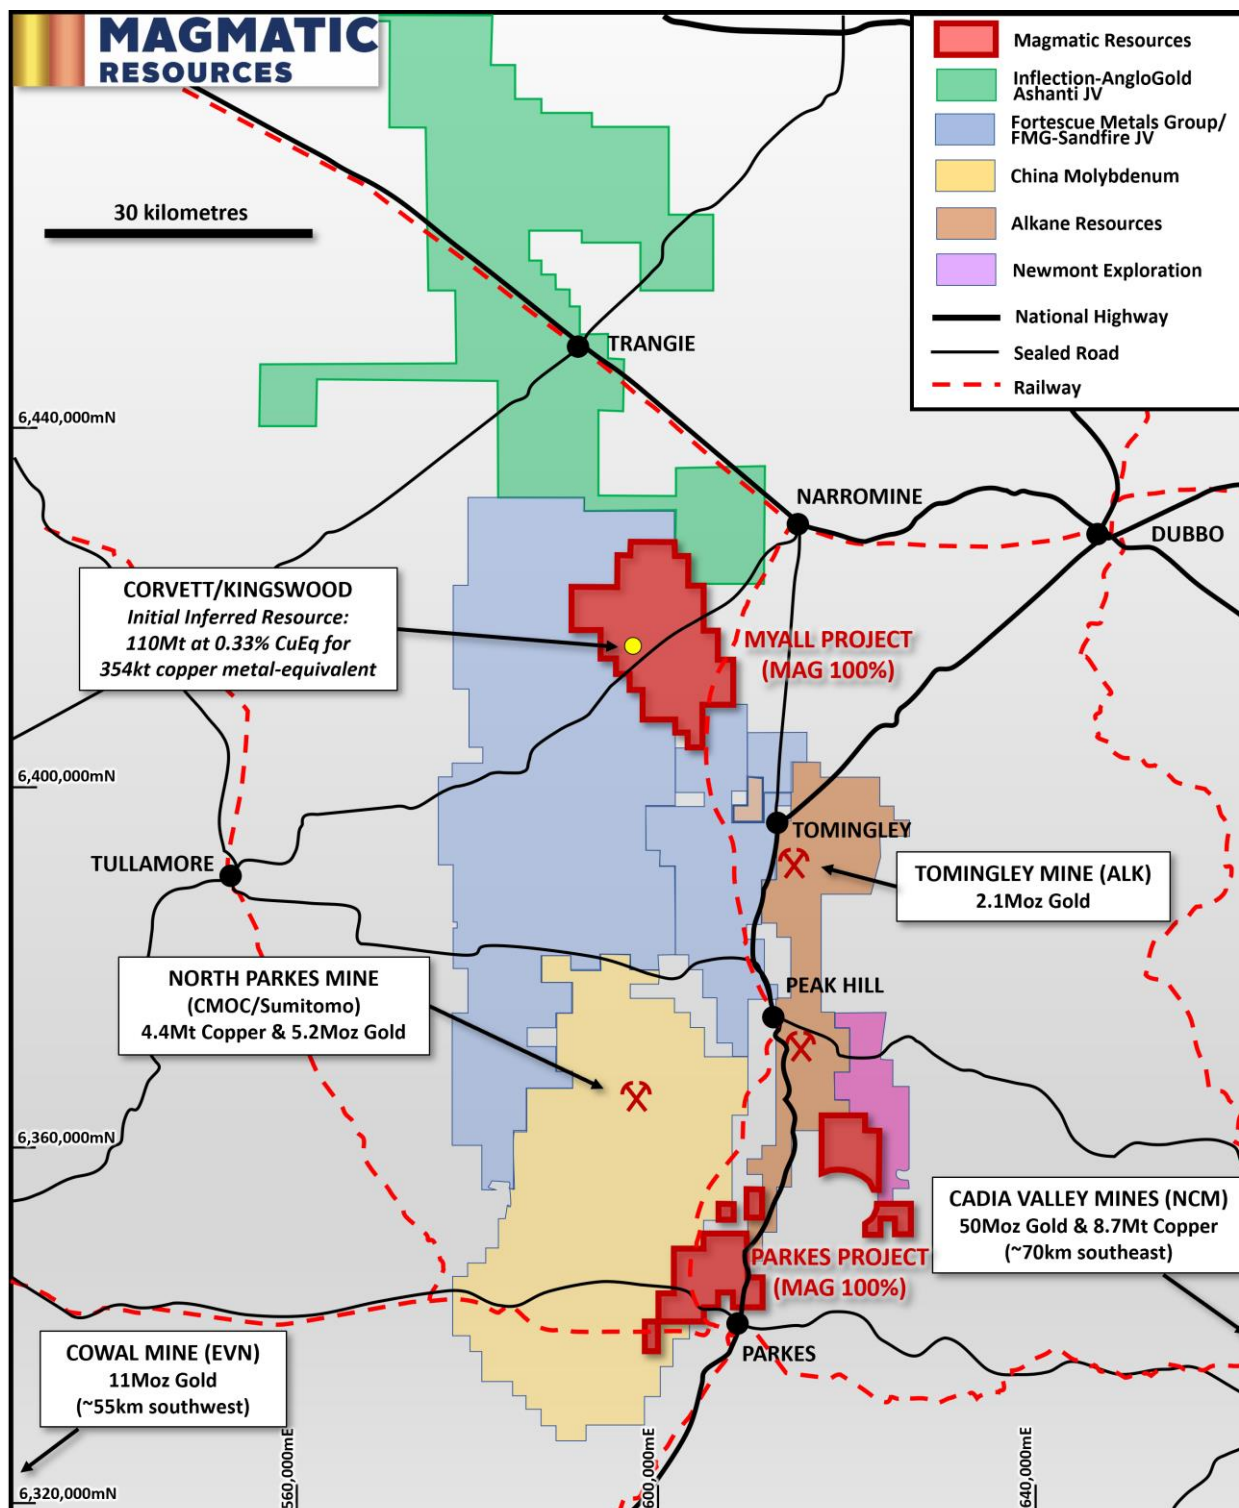 MAGMATIC
RESOURCES
Magmatic Resources
Inflection-AngloGold
Ashanti JV
Fortescue Metals Group/
FMG-Sandfire JV
China Molybdenum
Alkane Resources
Newmont Exploration
National Highway
Sealed Road
Railway
30 kilometres
TRANGIE
6,440,000mN
NARROMINE
DUBBO
CORVETT/KINGSWOOD
Initial Inferred Resource:
110Mt at 0.33% CuEq for
354kt copper metal-equivalent
MYALL PROJECT
(MAG 100%)
6,400,000mN
TOMINGLEY
TULLAMORE
TOMINGLEY MINE (ALK)
2.1Moz Gold
NORTH PARKES MINE
(CMOC/Sumitomo)
4.4Mt Copper & 5.2Moz Gold
PEAK HILL
6,360,000mN
CADIA VALLEY MINES (NCM)
50Moz Gold & 8.7Mt Copper
(~70km southeast)
PARKES PROJECT
(MAG 100%)
PARKES
COWAL MINE (EVN)
11Moz Gold
(~55km southwest)
6,320,000mN
560,000mE
600,000mE
640,000mE